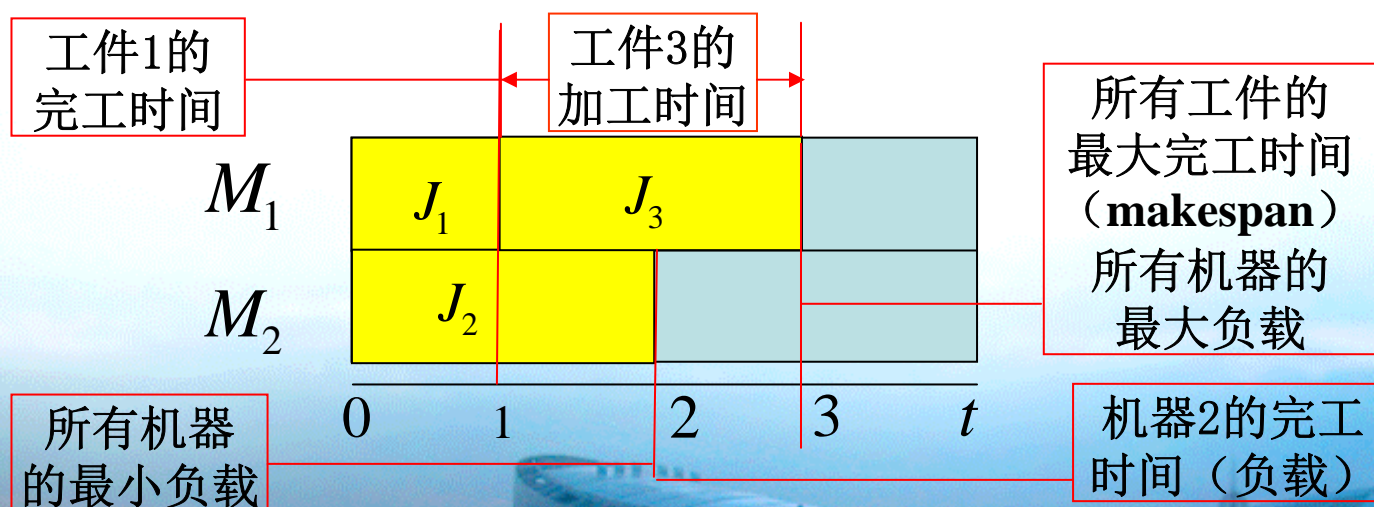 工件1的
完工时间
工件3的
加工时间
所有工件的
最大完工时间
（makespan）
所有机器的
最大负载
M₁
J₁
J₃
M₂
J₂
0
1
2
3
t
所有机器
的最小负载
机器2的完工
时间（负载）